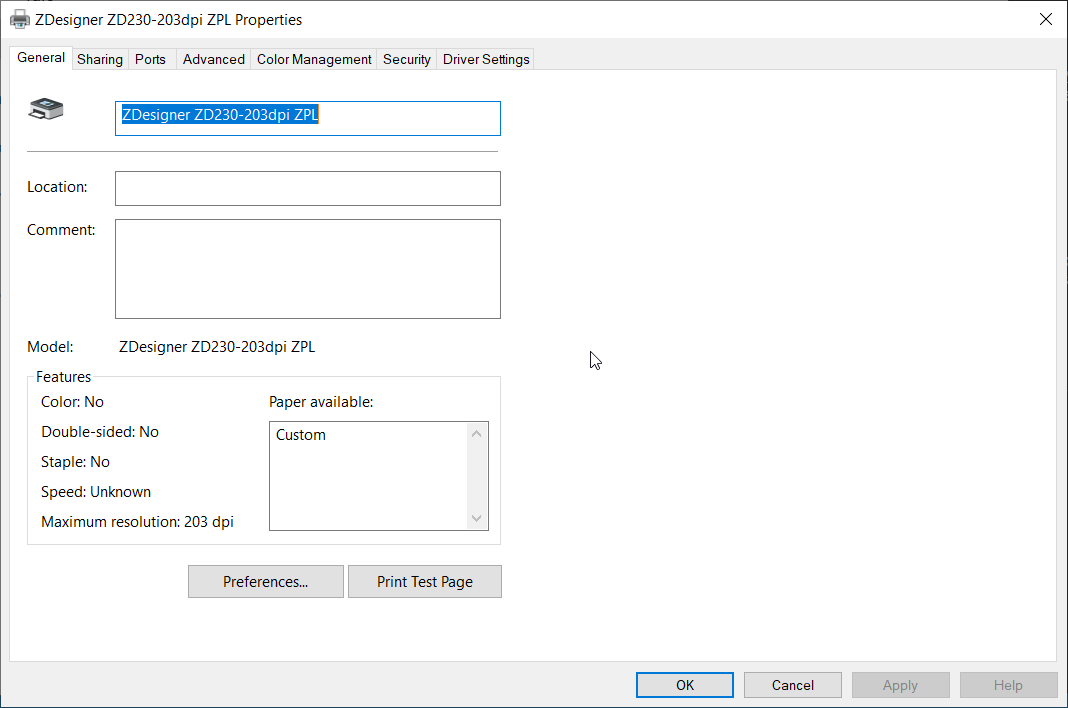 ZDesigner ZD230-203dpi ZPL Properties
General Sharing Ports Advanced Color Management Security Driver Settings
ZDesigner ZD230-203dpi ZPL
Location:
Comment:
Model: ZDesigner ZD230-203dpi ZPL
Features
Color: No
Double-sided: No
Staple: No
Speed: Unknown
Maximum resolution: 203 dpi
Paper available:
Custom
Preferences... Print Test Page
OK Cancel Apply Help